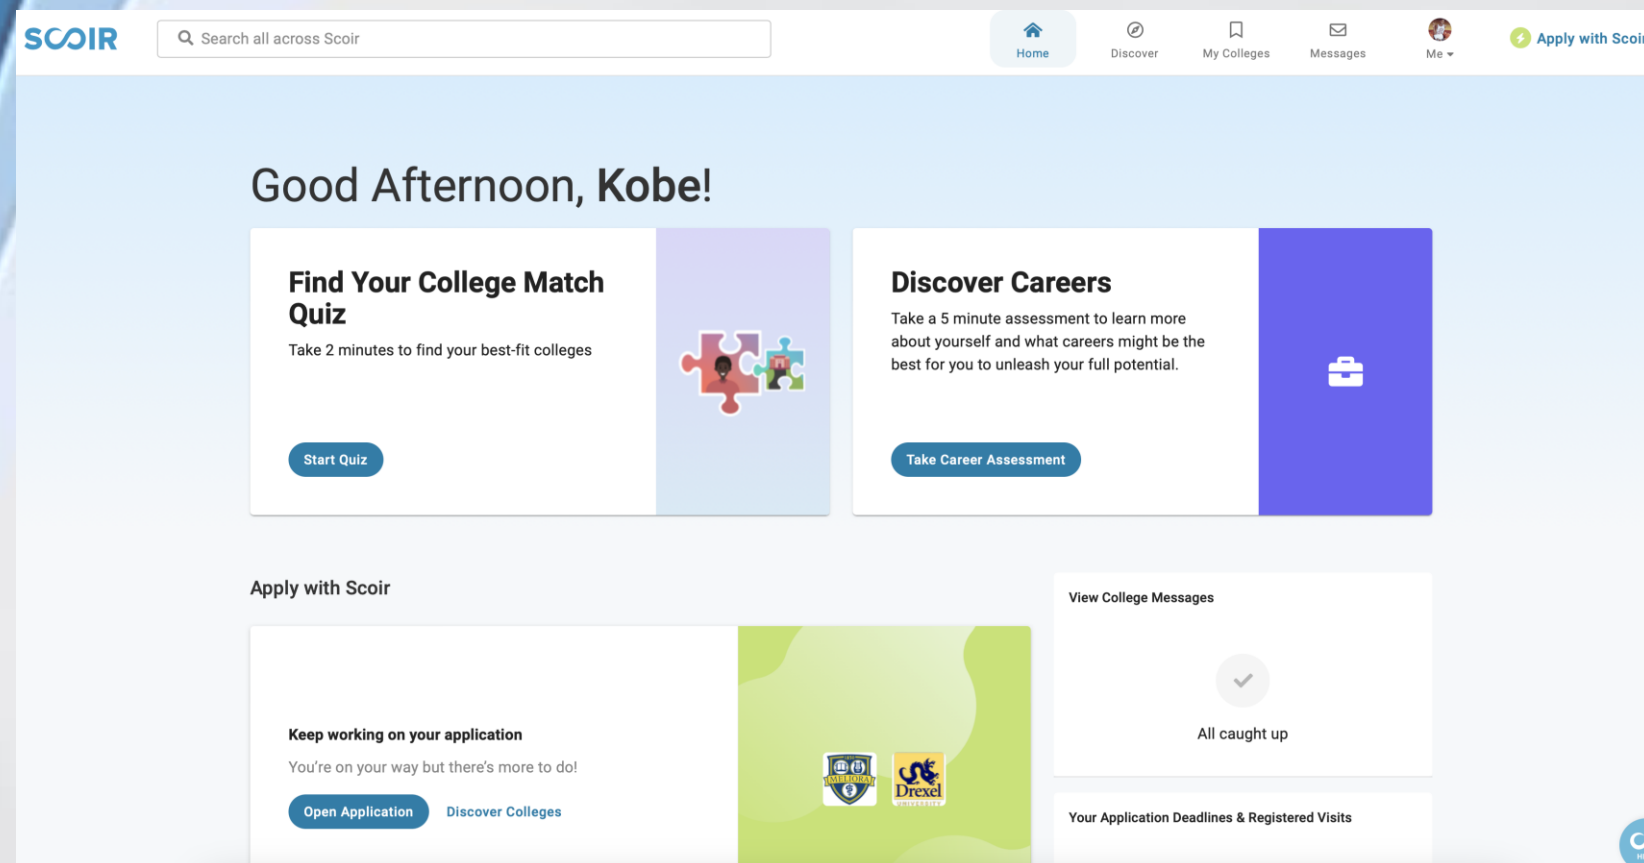 SCOIR
Search all across Scoir
Home
Discover
My Colleges
Messages
Me
Apply with Scoir
Good Afternoon, Kobe!
Find Your College Match
Quiz
Take 2 minutes to find your best-fit colleges
Start Quiz
Discover Careers
Take a 5 minute assessment to learn more
about yourself and what careers might be the
best for you to unleash your full potential.
Take Career Assessment
Apply with Scoir
Keep working on your application
You're on your way but there's more to do!
Open Application
Discover Colleges
MELIORA
Drexel
UNIVERSITY
View College Messages
All caught up
Your Application Deadlines & Registered Visits